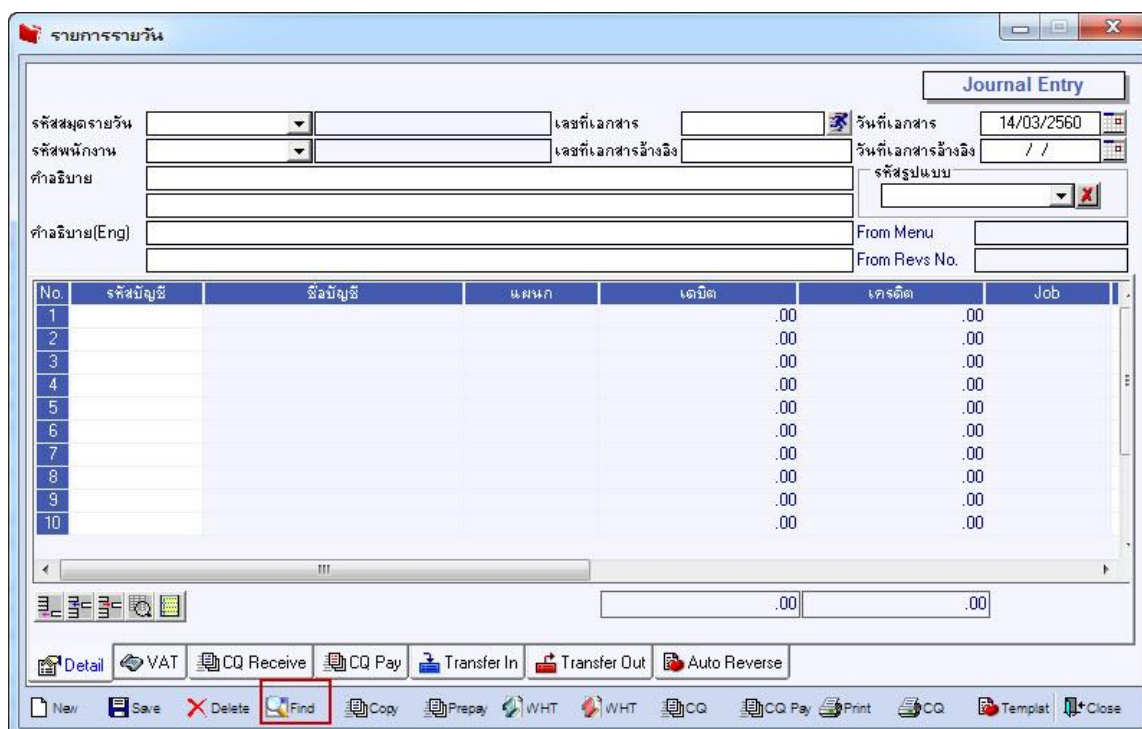 รายการรายวัน
Journal Entry
รหัสสมุดรายวัน เลขที่เอกสาร วันที่เอกสาร 14/03/2560
รหัสพนักงาน เลขที่เอกสารอ้างอิง วันที่เอกสารอ้างอิง / /
คำอธิบาย รหัสรูปแบบ
คำอธิบาย(Eng) From Menu
From Revs No.
No. รหัสบัญชี ชื่อบัญชี แผนก เดบิต เครดิต Job
1 .00 .00
2 .00 .00
3 .00 .00
4 .00 .00
5 .00 .00
6 .00 .00
7 .00 .00
8 .00 .00
9 .00 .00
10 .00 .00
.00 .00
Detail VAT CQ Receive CQ Pay Transfer In Transfer Out Auto Reverse
New Save Delete Find Copy Prepay WHT WHT CQ CQ Pay Print CQ Templat Close